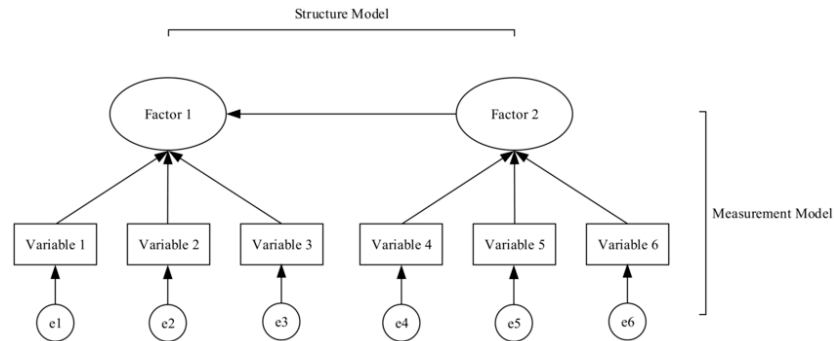 Structure Model
Factor 1
Factor 2
Measurement Model
Variable 1
Variable 2
Variable 3
Variable 4
Variable 5
Variable 6
e1
e2
e3
e4
e5
e6